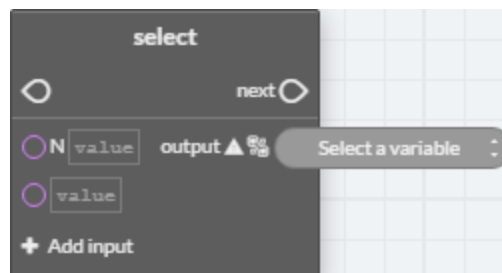 select
next
N value output Select a variable
value
+ Add input